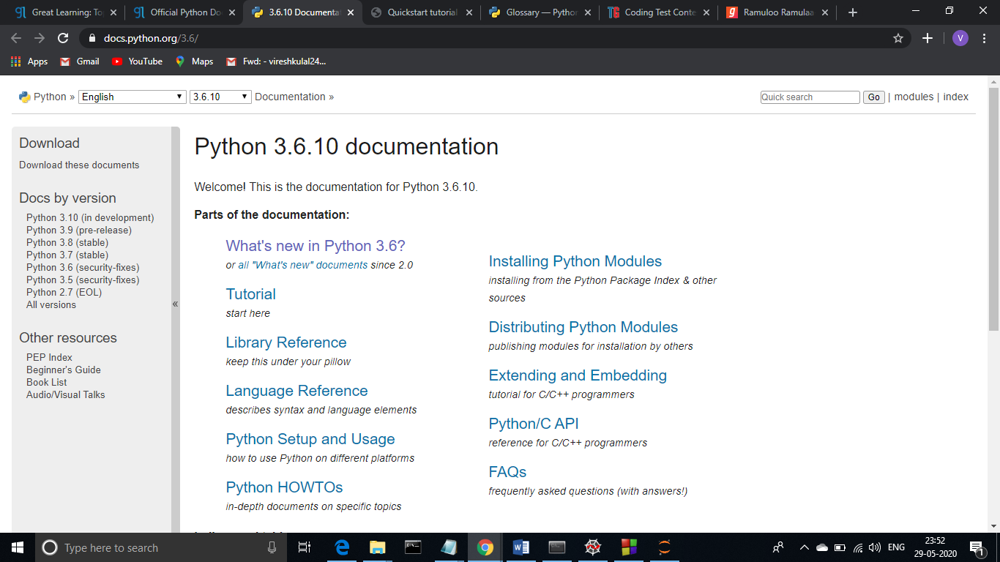 Great Learning: To
Official Python Do
3.6.10 Documenta
Quickstart tutorial
Glossary — Python
Coding Test Conte
Ramuloo Ramulaa
docs.python.org/3.6/
V
Apps
Gmail
YouTube
Maps
Fwd: - vireshkulal24...
Python » English 3.6.10 Documentation »
Quick search Go | modules | index
Download
Download these documents
Docs by version
Python 3.10 (in development)
Python 3.9 (pre-release)
Python 3.8 (stable)
Python 3.7 (stable)
Python 3.6 (security-fixes)
Python 3.5 (security-fixes)
Python 2.7 (EOL)
All versions
Other resources
PEP Index
Beginner's Guide
Book List
Audio/Visual Talks
«
Python 3.6.10 documentation
Welcome! This is the documentation for Python 3.6.10.
Parts of the documentation:
What's new in Python 3.6?
or all "What's new" documents since 2.0
Tutorial
start here
Library Reference
keep this under your pillow
Language Reference
describes syntax and language elements
Python Setup and Usage
how to use Python on different platforms
Python HOWTOs
in-depth documents on specific topics
Installing Python Modules
installing from the Python Package Index & other
sources
Distributing Python Modules
publishing modules for installation by others
Extending and Embedding
tutorial for C/C++ programmers
Python/C API
reference for C/C++ programmers
FAQs
frequently asked questions (with answers!)
Type here to search
ENG
23:52
29-05-2020
1